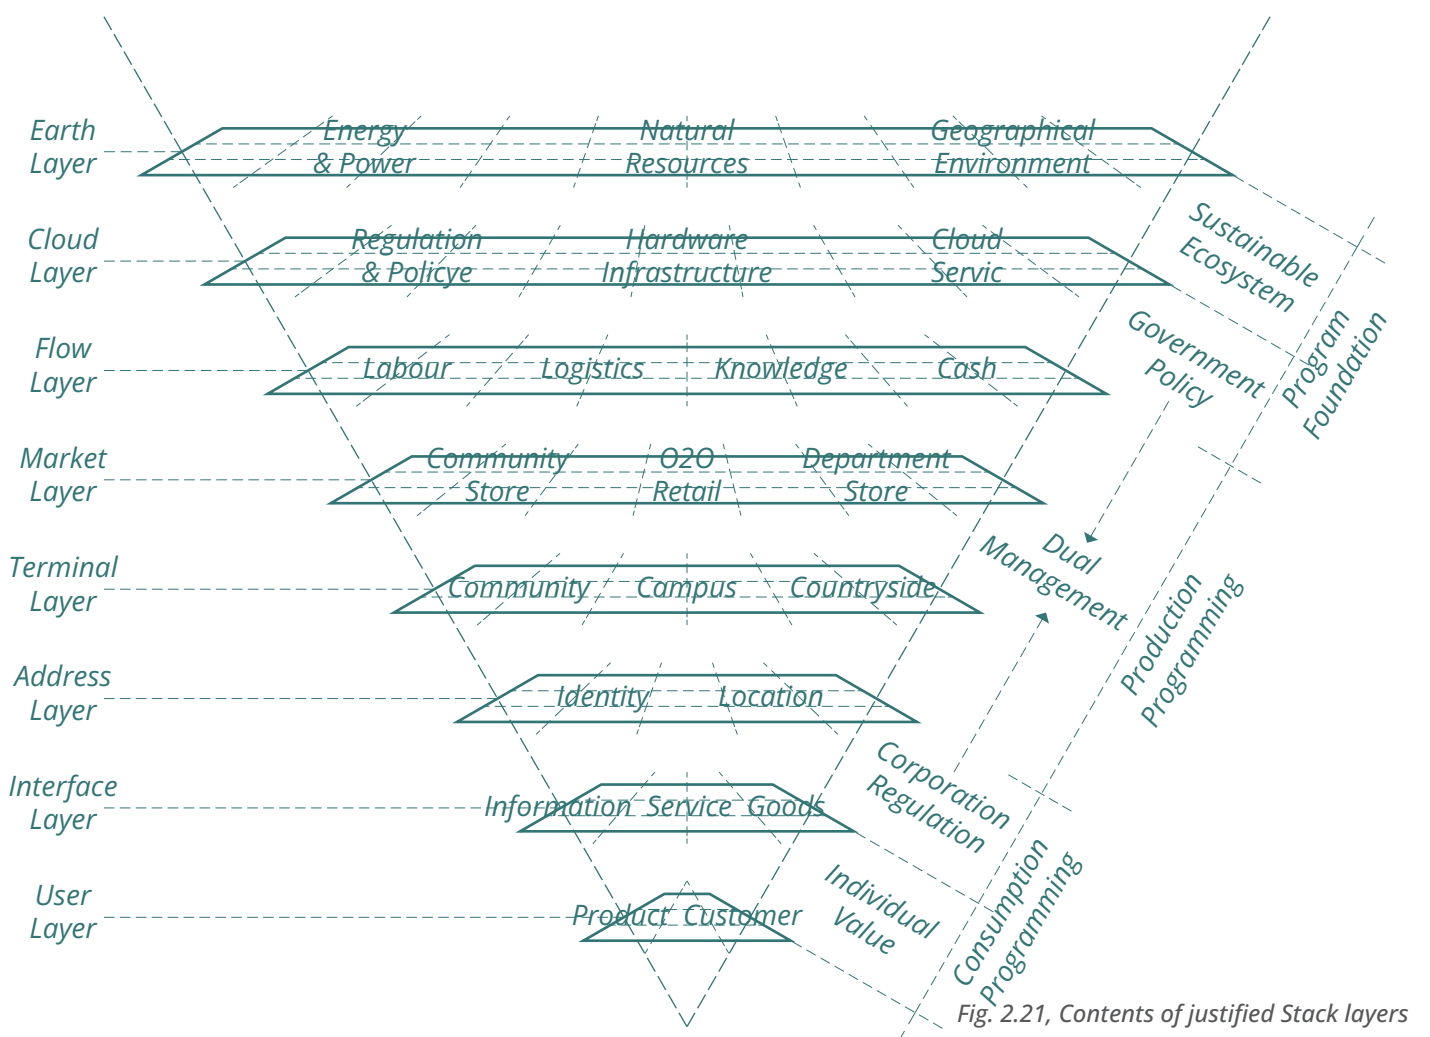 Earth
Layer
Energy
& Power
Natural
Resources
Geographical
Environment
Cloud
Layer
Regulation
& Policye
Hardware
Infrastructure
Cloud
Servic
Flow
Layer
Labour
Logistics
Knowledge
Cash
Market
Layer
Community
Store
O2O
Retail
Department
Store
Terminal
Layer
Community
Campus
Countryside
Address
Layer
Identity
Location
Interface
Layer
Information
Service
Goods
User
Layer
Product
Customer
Sustainable
Ecosystem
Government
Policy
Dual
Management
Corporation
Regulation
Individual
Value
Program
Foundation
Production
Programming
Consumption
Programming
Fig. 2.21, Contents of justified Stack layers